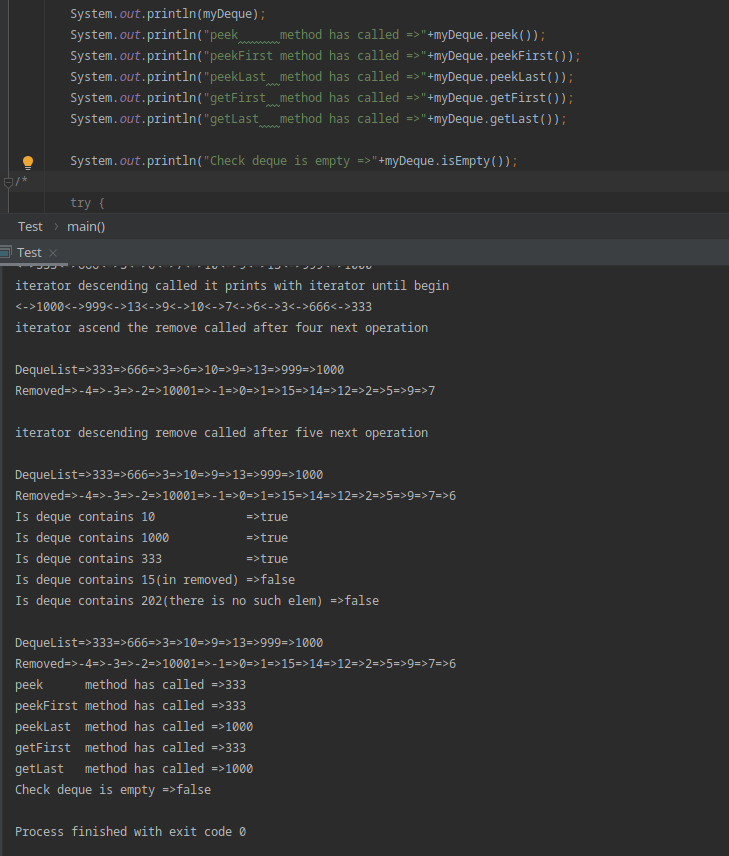 System.out.println(myDeque);
System.out.println("peek      method has called =>"+myDeque.peek());
System.out.println("peekFirst method has called =>"+myDeque.peekFirst());
System.out.println("peekLast  method has called =>"+myDeque.peekLast());
System.out.println("getFirst  method has called =>"+myDeque.getFirst());
System.out.println("getLast   method has called =>"+myDeque.getLast());
System.out.println("Check deque is empty =>"+myDeque.isEmpty());
/*
try {
Test > main()
Test ×
iterator descending called it prints with iterator until begin
<->1000<->999<->13<->9<->10<->7<->6<->3<->666<->333
iterator ascend the remove called after four next operation
DequeList=>333=>666=>3=>6=>10=>9=>13=>999=>1000
Removed=>-4=>-3=>-2=>10001=>-1=>0=>1=>15=>14=>12=>2=>5=>9=>7
iterator descending remove called after five next operation
DequeList=>333=>666=>3=>10=>9=>13=>999=>1000
Removed=>-4=>-3=>-2=>10001=>-1=>0=>1=>15=>14=>12=>2=>5=>9=>7=>6
Is deque contains 10             =>true
Is deque contains 1000           =>true
Is deque contains 333            =>true
Is deque contains 15(in removed) =>false
Is deque contains 202(there is no such elem) =>false
DequeList=>333=>666=>3=>10=>9=>13=>999=>1000
Removed=>-4=>-3=>-2=>10001=>-1=>0=>1=>15=>14=>12=>2=>5=>9=>7=>6
peek      method has called =>333
peekFirst method has called =>333
peekLast  method has called =>1000
getFirst  method has called =>333
getLast   method has called =>1000
Check deque is empty =>false
Process finished with exit code 0